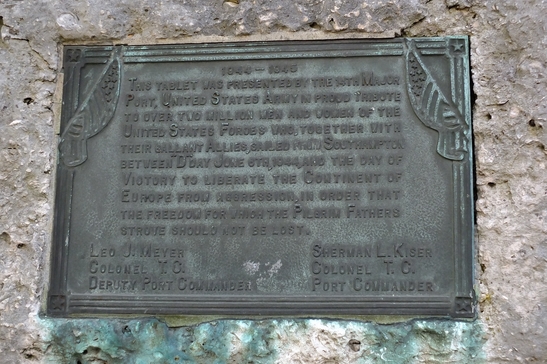 1944 – 1945
THIS TABLET WAS PRESENTED BY THE 14TH MAJOR
PORT, UNITED STATES ARMY IN PROUD TRIBUTE
TO OVER TWO MILLION MEN AND WOMEN OF THE
UNITED STATES FORCES WHO, TOGETHER WITH
THEIR GALLANT ALLIES, SAILED FROM SOUTHAMPTON
BETWEEN "D" DAY JUNE 6TH, 1944, AND THE DAY OF
VICTORY TO LIBERATE THE CONTINENT OF
EUROPE FROM AGGRESSION, IN ORDER THAT
THE FREEDOM FOR WHICH THE PILGRIM FATHERS
STROVE SHOULD NOT BE LOST.
LEO J. MEYER
COLONEL T.C.
DEPUTY PORT COMMANDER
SHERMAN L. KISER
COLONEL T.C.
PORT COMMANDER